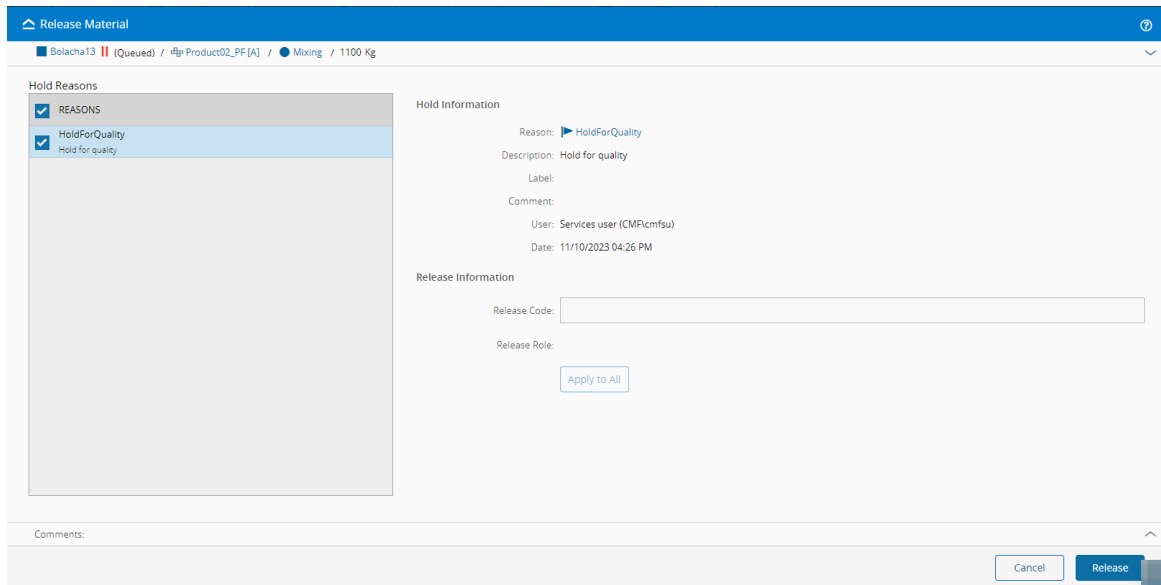 Release Material
Bolacha13 (Queued) / Product02_PF [A] / Mixing / 1100 Kg
Hold Reasons
REASONS
HoldForQuality
Hold for quality
Hold Information
Reason: HoldForQuality
Description: Hold for quality
Label:
Comment:
User: Services user (CMF\cmfsu)
Date: 11/10/2023 04:26 PM
Release Information
Release Code:
Release Role:
Apply to All
Comments:
Cancel
Release